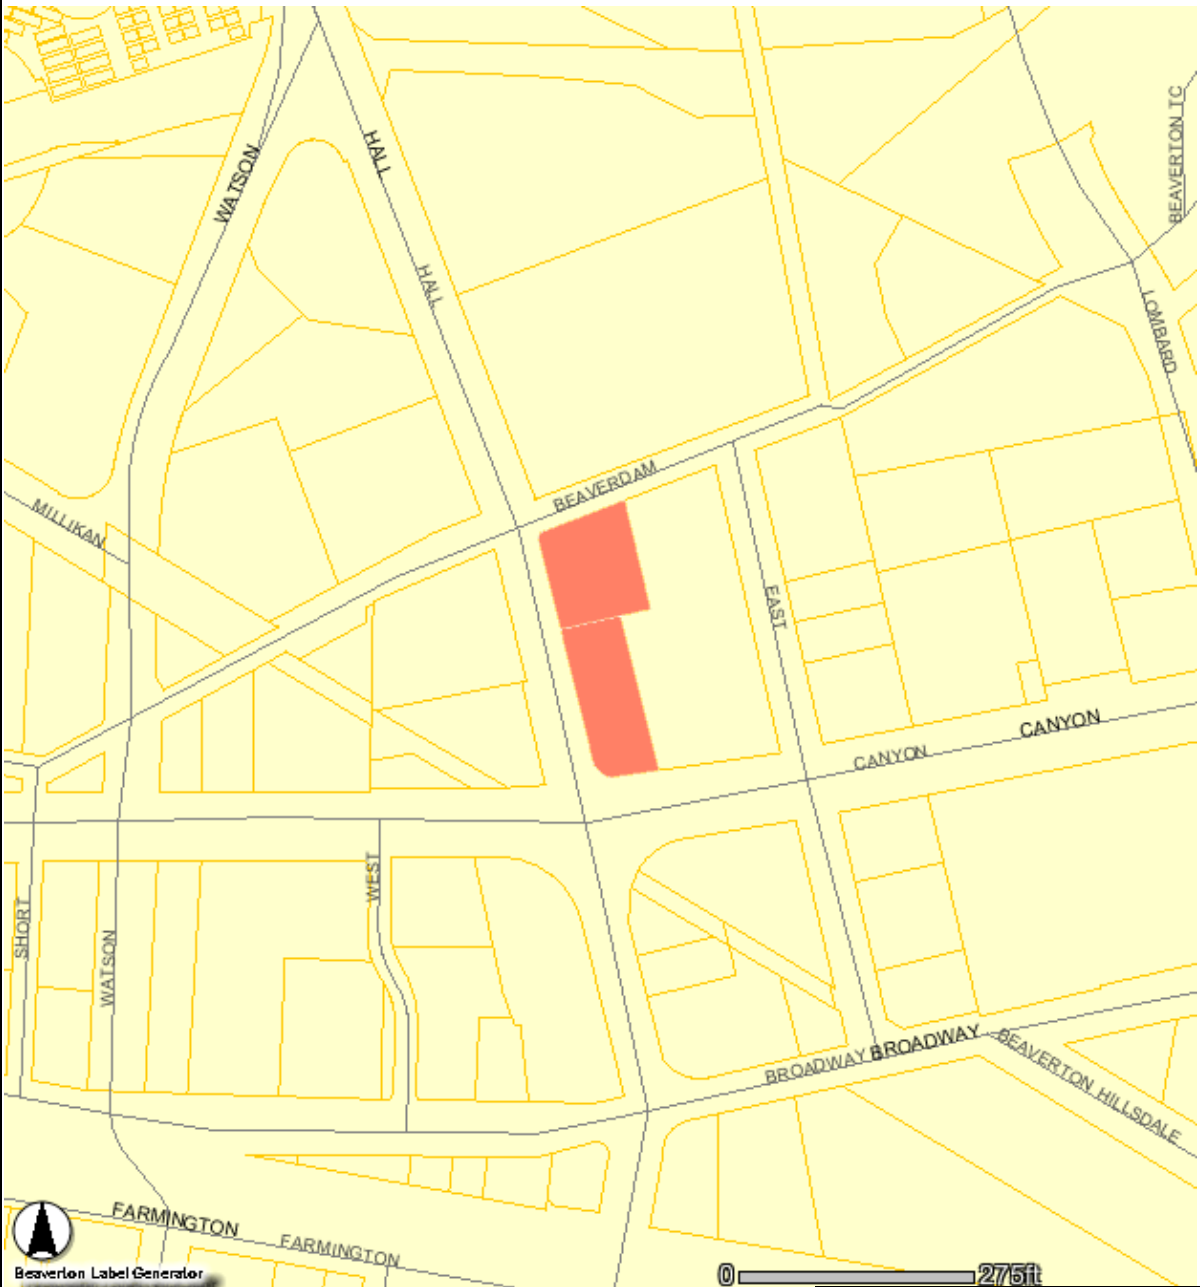 HALL
WATSON
BEAVERTON TC
HALL
LOMBARD
BEAVERDAM
MILLIKAN
EAST
CANYON
CANYON
WEST
SHORT
WATSON
BROADWAY
BROADWAY
BEAVERTON HILLSDALE
FARMINGTON
FARMINGTON
Beaverton Label Generator
0 275ft